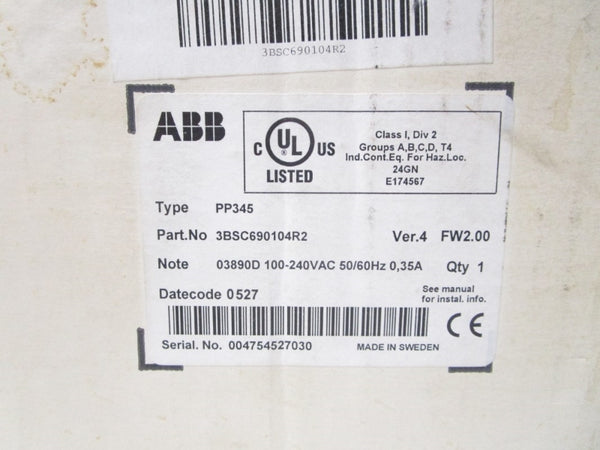 3BSC690104R2
ABB
C UL US
LISTED
Class I, Div 2
Groups A,B,C,D, T4
Ind.Cont.Eq. For Haz.Loc.
24GN
E174567
Type PP345
Part.No 3BSC690104R2 Ver.4 FW2.00
Note 03890D 100-240VAC 50/60Hz 0,35A Qty 1
Datecode 0527
See manual
for instal. info.
CE
Serial. No. 004754527030 MADE IN SWEDEN